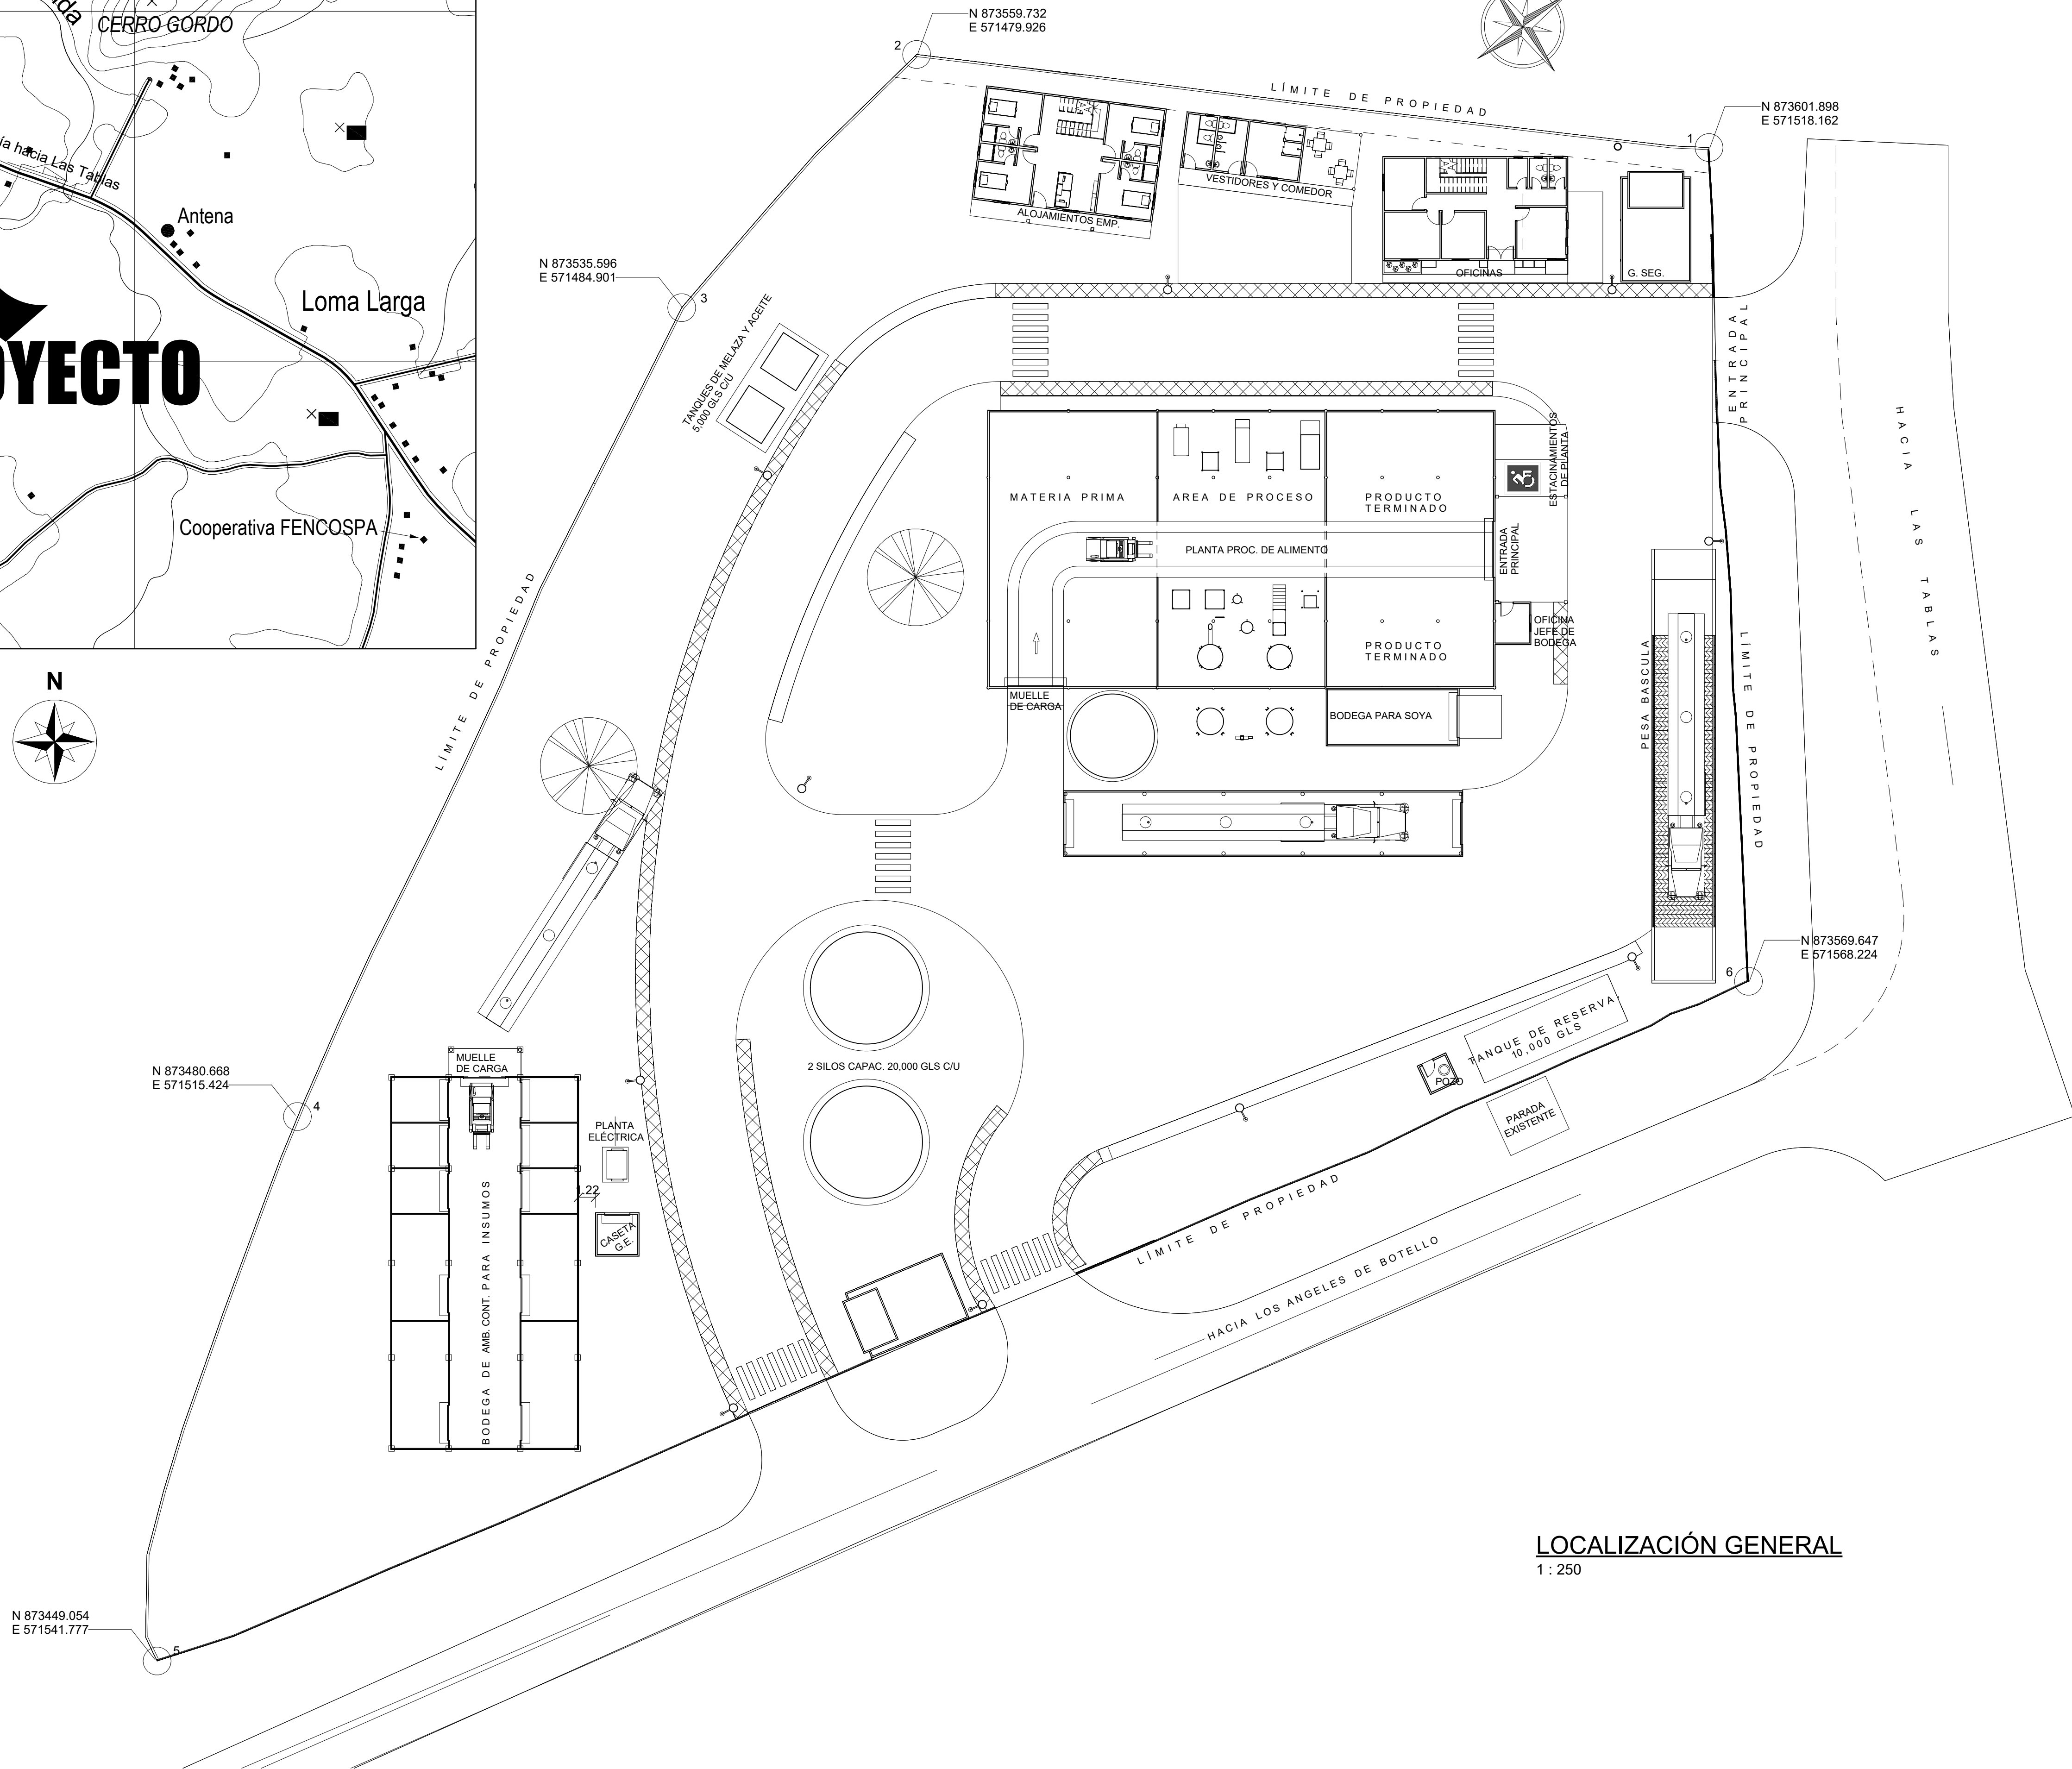 CERRO GORDO
ía hacia Las Tablas
Antena
Loma Larga
OYECTO
Cooperativa FENCOSPA
N
N 873559.732
E 571479.926
2
LÍMITE DE PROPIEDAD
N 873601.898
E 571518.162
1
ALOJAMIENTOS EMP.
VESTIDORES Y COMEDOR
OFICINAS
G. SEG.
N 873535.596
E 571484.901
3
TANQUES DE MELAZA Y ACEITE
5,000 GLS C/U
ENTRADA
PRINCIPAL
HACIA LAS TABLAS
MATERIA PRIMA
AREA DE PROCESO
PRODUCTO
TERMINADO
ESTACINAMIENTOS
DE PLANTA
PLANTA PROC. DE ALIMENTO
ENTRADA
PRINCIPAL
OFICINA
JEFE DE
BODEGA
PRODUCTO
TERMINADO
MUELLE
DE CARGA
BODEGA PARA SOYA
PESA BASCULA
LÍMITE DE PROPIEDAD
LÍMITE DE PROPIEDAD
N 873569.647
E 571568.224
6
TANQUE DE RESERVA
10,000 GLS
POZO
PARADA
EXISTENTE
2 SILOS CAPAC. 20,000 GLS C/U
N 873480.668
E 571515.424
4
MUELLE
DE CARGA
PLANTA
ELÉCTRICA
1.22
CASETA
G.E.
BODEGA DE AMB. CONT. PARA INSUMOS
LÍMITE DE PROPIEDAD
HACIA LOS ANGELES DE BOTELLO
N 873449.054
E 571541.777
5
LOCALIZACIÓN GENERAL
1 : 250